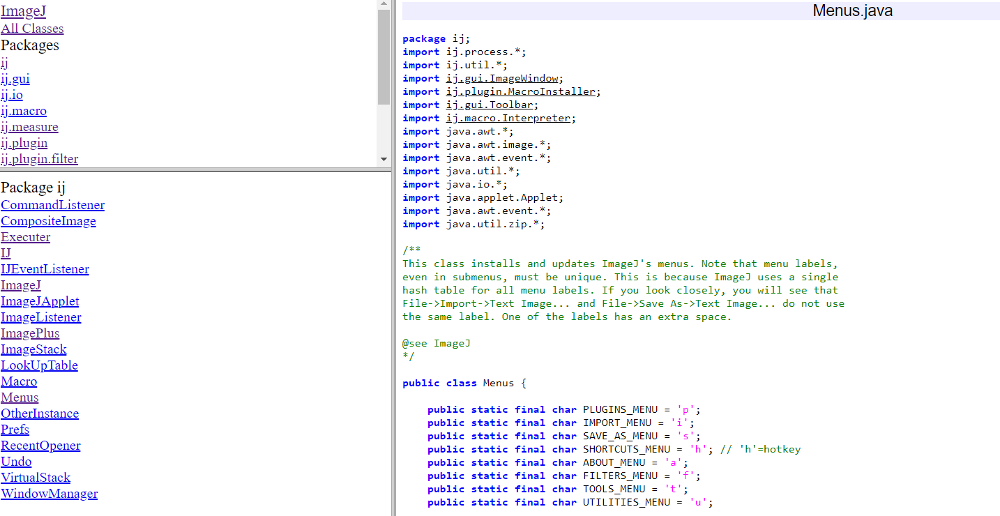 ImageJ
All Classes
Packages
ij
ij.gui
ij.io
ij.macro
ij.measure
ij.plugin
ij.plugin.filter
Package ij
CommandListener
CompositeImage
Executer
IJ
IJEventListener
ImageJ
ImageJApplet
ImageListener
ImagePlus
ImageStack
LookUpTable
Macro
Menus
OtherInstance
Prefs
RecentOpener
Undo
VirtualStack
WindowManager
Menus.java
package ij;
import ij.process.*;
import ij.util.*;
import ij.gui.ImageWindow;
import ij.plugin.MacroInstaller;
import ij.gui.Toolbar;
import ij.macro.Interpreter;
import java.awt.*;
import java.awt.image.*;
import java.awt.event.*;
import java.util.*;
import java.io.*;
import java.applet.Applet;
import java.awt.event.*;
import java.util.zip.*;
/**
This class installs and updates ImageJ's menus. Note that menu labels,
even in submenus, must be unique. This is because ImageJ uses a single
hash table for all menu labels. If you look closely, you will see that
File->Import->Text Image... and File->Save As->Text Image... do not use
the same label. One of the labels has an extra space.
@see ImageJ
*/
public class Menus {
public static final char PLUGINS_MENU = 'p';
public static final char IMPORT_MENU = 'i';
public static final char SAVE_AS_MENU = 's';
public static final char SHORTCUTS_MENU = 'h'; // 'h'=hotkey
public static final char ABOUT_MENU = 'a';
public static final char FILTERS_MENU = 'f';
public static final char TOOLS_MENU = 't';
public static final char UTILITIES_MENU = 'u';